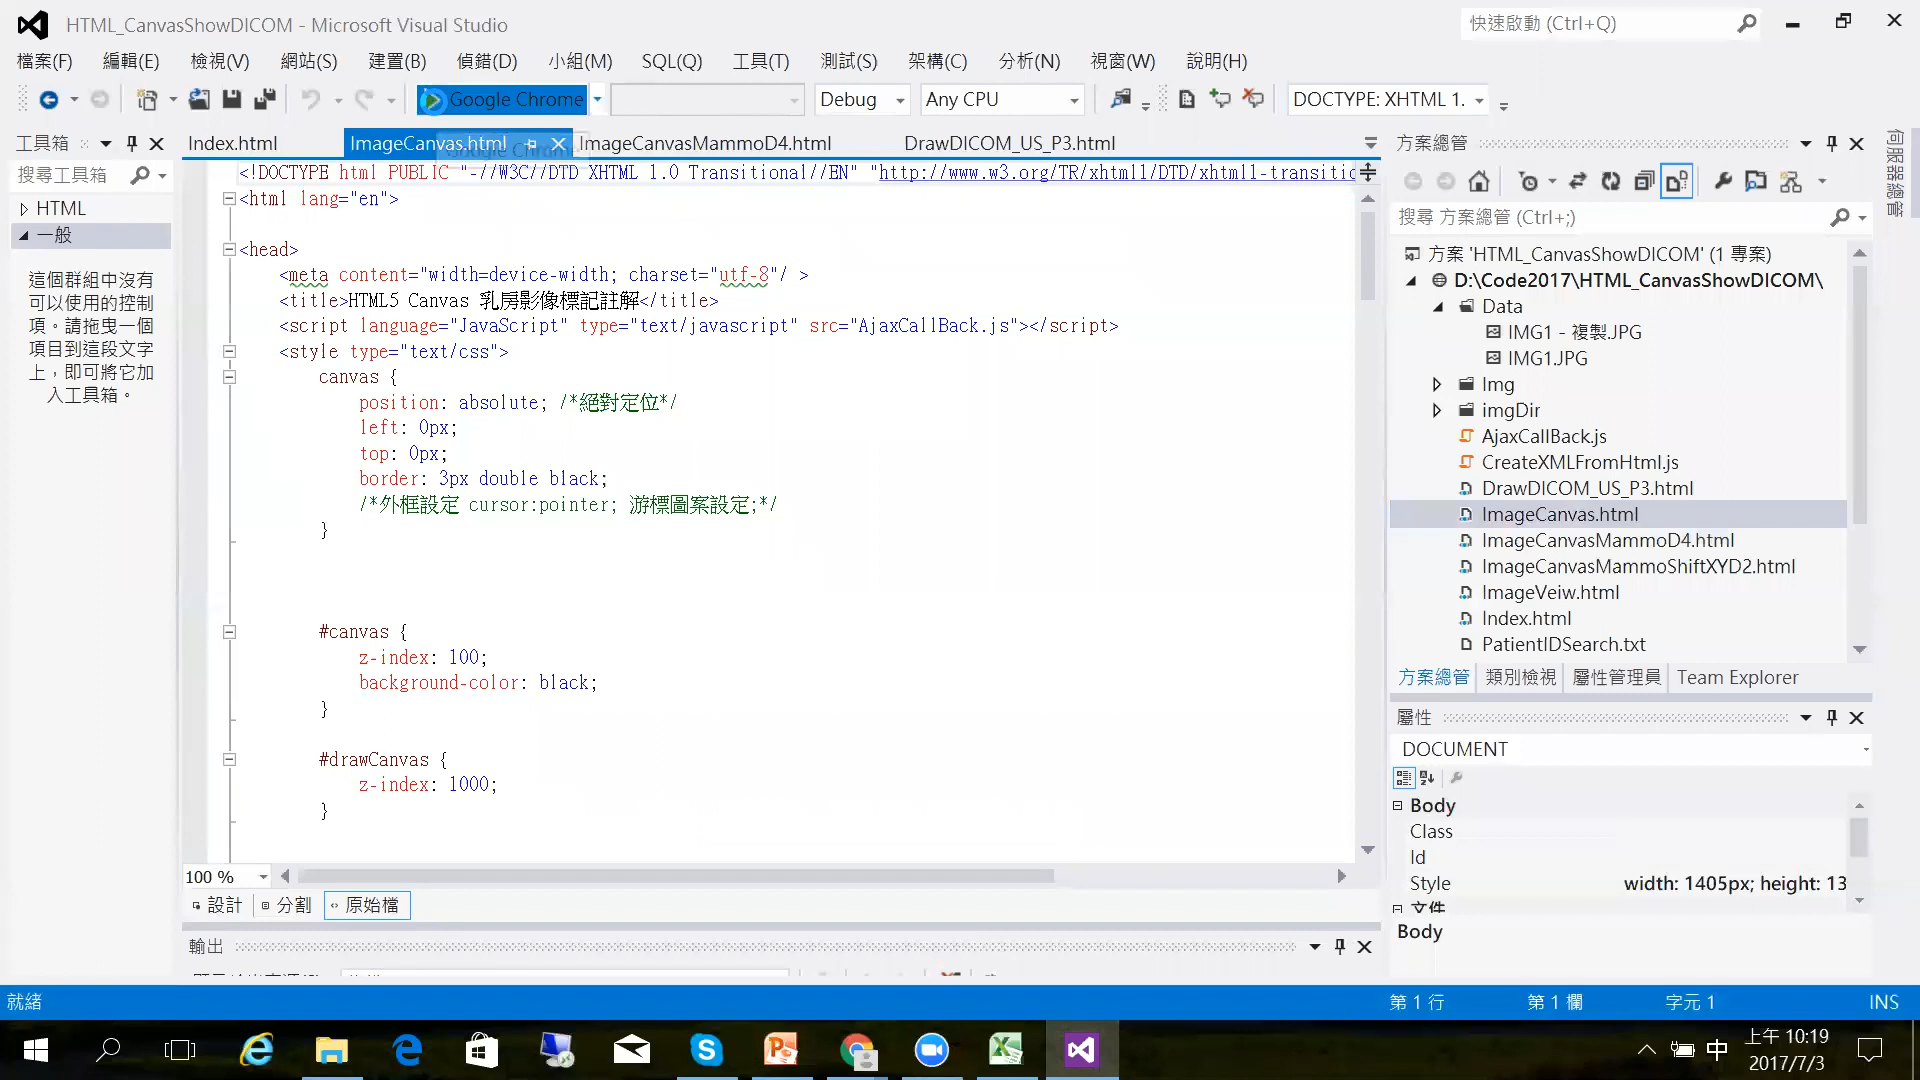 HTML_CanvasShowDICOM - Microsoft Visual Studio
快速啟動 (Ctrl+Q)
檔案(F) 編輯(E) 檢視(V) 網站(S) 建置(B) 偵錯(D) 小組(M) SQL(Q) 工具(T) 測試(S) 架構(C) 分析(N) 視窗(W) 說明(H)
Google Chrome Debug Any CPU DOCTYPE: XHTML 1.
工具箱
搜尋工具箱
HTML
一般
這個群組中沒有
可以使用的控制
項。請拖曳一個
項目到這段文字
上，即可將它加
入工具箱。
Index.html ImageCanvas.html ImageCanvasMammoD4.html DrawDICOM_US_P3.html
<!DOCTYPE html PUBLIC "-//W3C//DTD XHTML 1.0 Transitional//EN" "http://www.w3.org/TR/xhtml1/DTD/xhtml1-transitio
<html lang="en">
<head>
<meta content="width=device-width; charset="utf-8"/ >
<title>HTML5 Canvas 乳房影像標記註解</title>
<script language="JavaScript" type="text/javascript" src="AjaxCallBack.js"></script>
<style type="text/css">
canvas {
position: absolute; /*絕對定位*/
left: 0px;
top: 0px;
border: 3px double black;
/*外框設定 cursor:pointer; 游標圖案設定;*/
}
#canvas {
z-index: 100;
background-color: black;
}
#drawCanvas {
z-index: 1000;
}
100 %
設計 分割 原始檔
輸出
方案總管
搜尋 方案總管 (Ctrl+;)
方案 'HTML_CanvasShowDICOM' (1 專案)
D:\Code2017\HTML_CanvasShowDICOM\
Data
IMG1 - 複製.JPG
IMG1.JPG
Img
imgDir
AjaxCallBack.js
CreateXMLFromHtml.js
DrawDICOM_US_P3.html
ImageCanvas.html
ImageCanvasMammoD4.html
ImageCanvasMammoShiftXYD2.html
ImageVeiw.html
Index.html
PatientIDSearch.txt
方案總管 類別檢視 屬性管理員 Team Explorer
屬性
DOCUMENT
Body
Class
Id
Style width: 1405px; height: 13
文件
Body
伺服器總管
就緒 第 1 行 第 1 欄 字元 1 INS
中
上午 10:19
2017/7/3